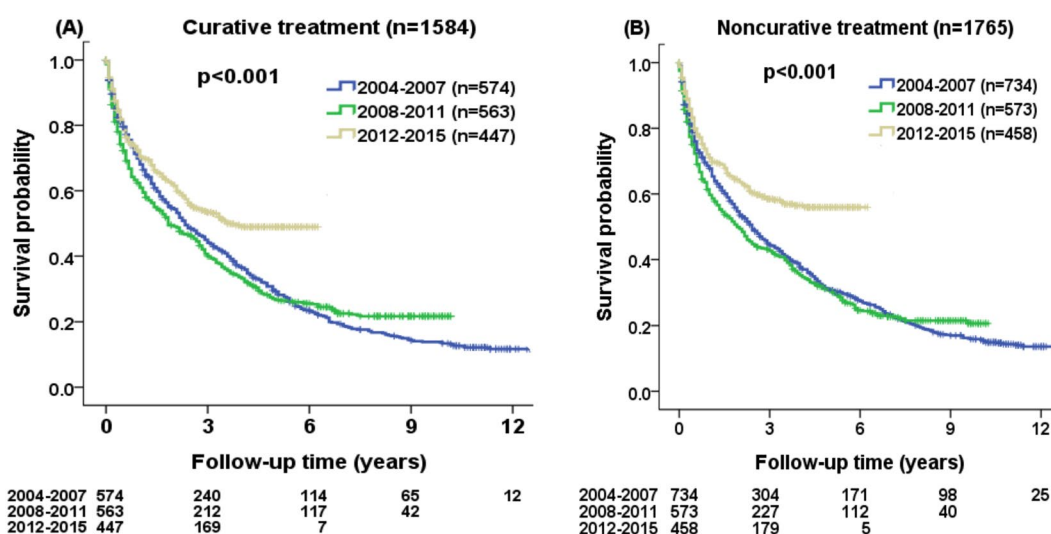 (A) Curative treatment (n=1584)
p<0.001
2004-2007 (n=574)
2008-2011 (n=563)
2012-2015 (n=447)
Survival probability
1.0
0.8
0.6
0.4
0.2
0.0
0 3 6 9 12
Follow-up time (years)
2004-2007 574 240 114 65 12
2008-2011 563 212 117 42
2012-2015 447 169 7
(B) Noncurative treatment (n=1765)
p<0.001
2004-2007 (n=734)
2008-2011 (n=573)
2012-2015 (n=458)
Survival probability
1.0
0.8
0.6
0.4
0.2
0.0
0 3 6 9 12
Follow-up time (years)
2004-2007 734 304 171 98 25
2008-2011 573 227 112 40
2012-2015 458 179 5